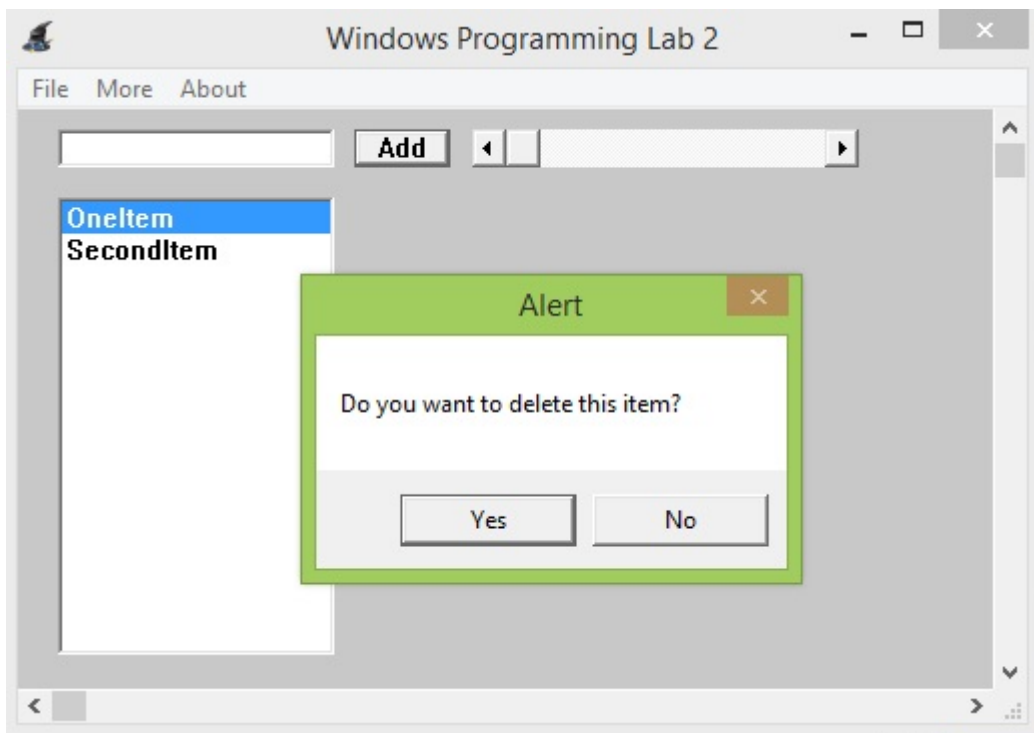 Windows Programming Lab 2
File More About
Add
OneItem
SecondItem
Alert
Do you want to delete this item?
Yes No